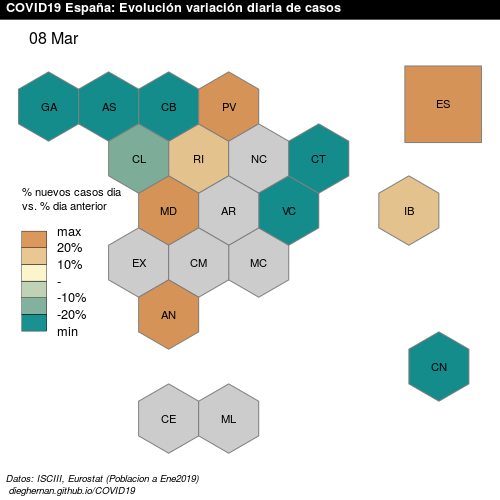 COVID19 España: Evolución variación diaria de casos
08 Mar
ES
GA AS CB PV
CL RI NC CT
% nuevos casos dia
vs. % dia anterior
MD AR VC IB
max
20%
10%
-
-10%
-20%
min
EX CM MC
AN
CN
CE ML
Datos: ISCIII, Eurostat (Poblacion a Ene2019)
dieghernan.github.io/COVID19